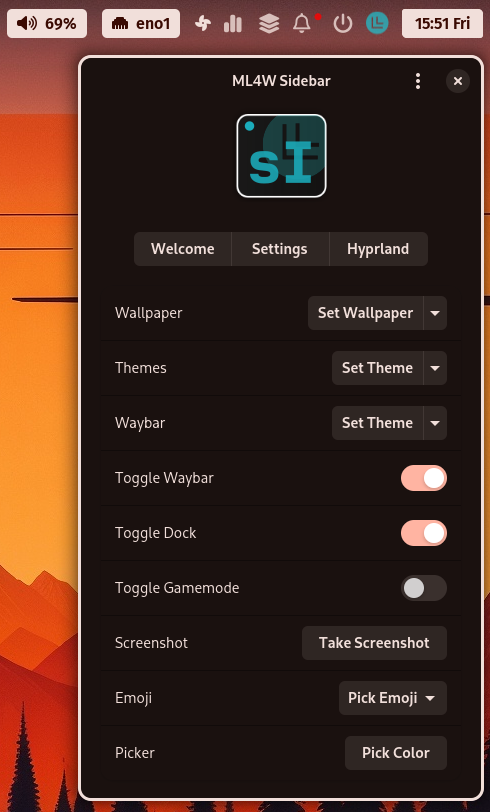 69% eno1 15:51 Fri
ML4W Sidebar
sI
Welcome Settings Hyprland
Wallpaper Set Wallpaper
Themes Set Theme
Waybar Set Theme
Toggle Waybar
Toggle Dock
Toggle Gamemode
Screenshot Take Screenshot
Emoji Pick Emoji
Picker Pick Color